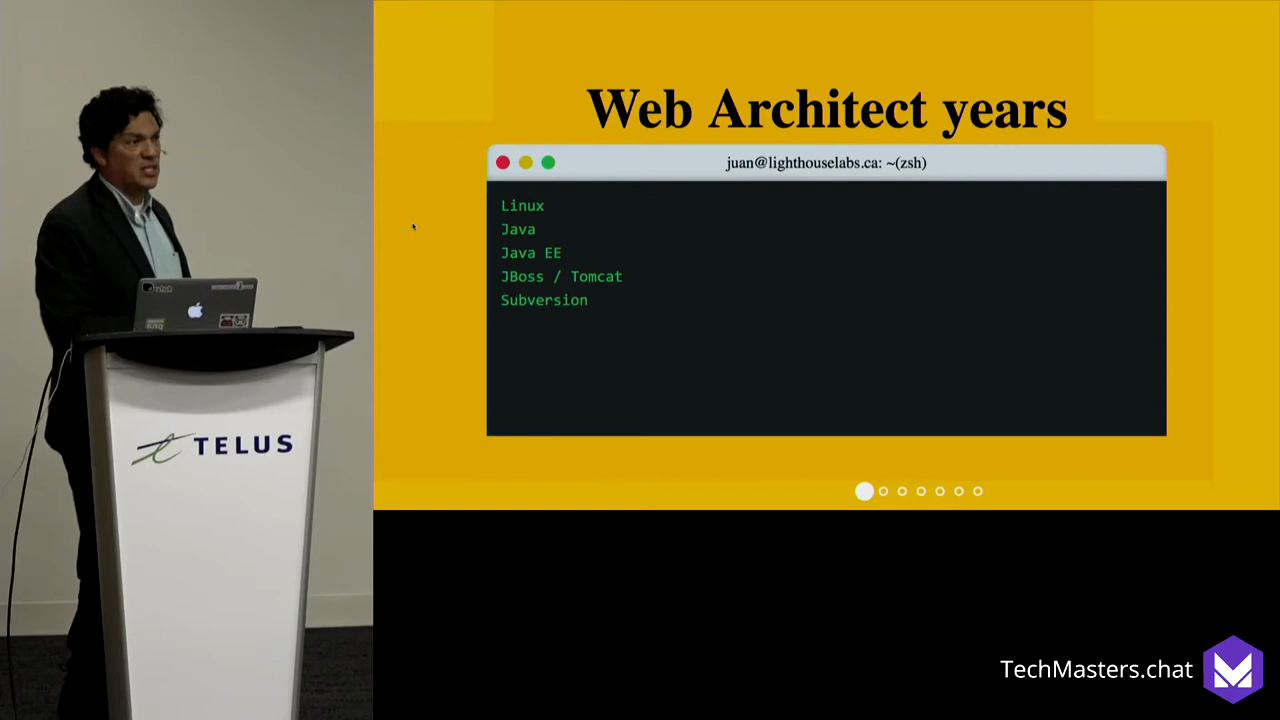 Web Architect years
juan@lighthouselabs.ca: ~(zsh)
Linux
Java
Java EE
JBoss / Tomcat
Subversion
TELUS
TechMasters.chat